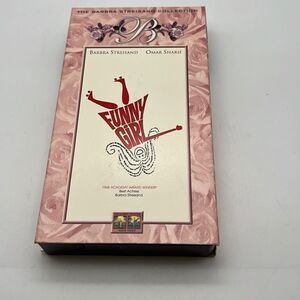 THE BARBRA STREISAND COLLECTION
B
BARBRA STREISAND OMAR SHARIF
FUNNY
GIRL
1968 ACADEMY AWARD WINNER
Best Actress
Barbra Streisand